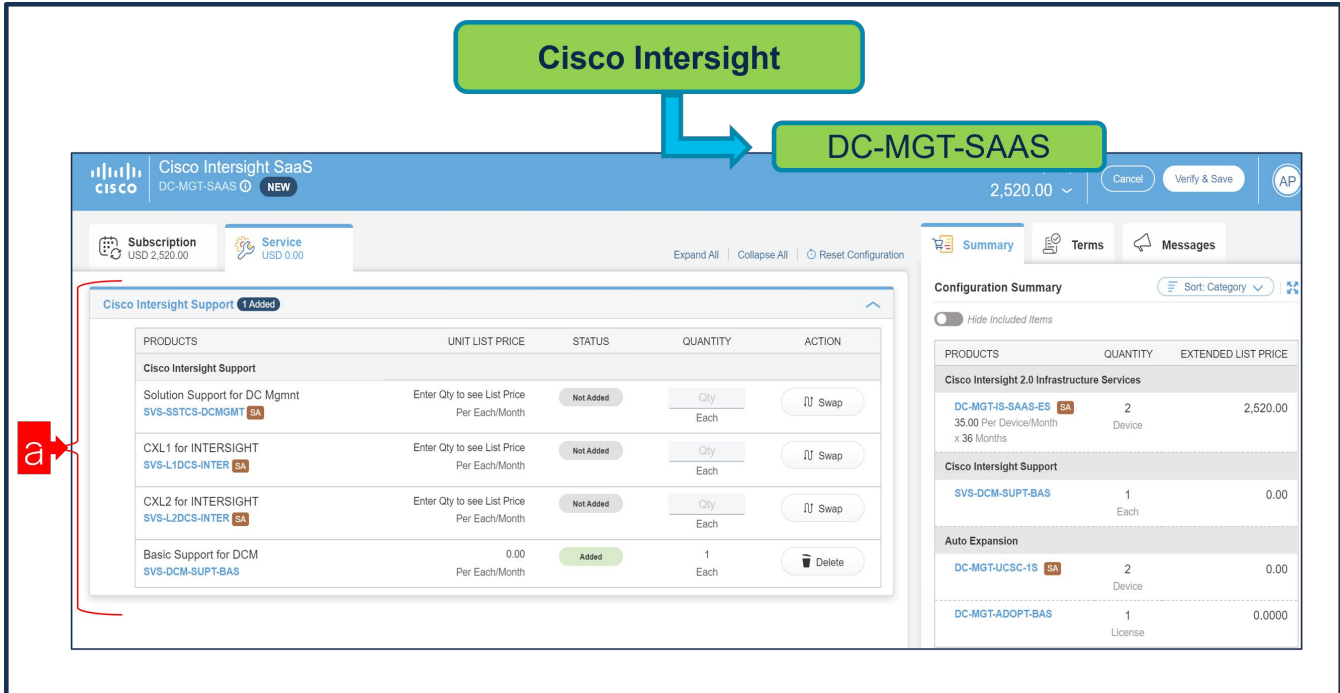 Cisco Intersight
DC-MGT-SAAS
CISCO
Cisco Intersight SaaS
DC-MGT-SAAS NEW
2,520.00
Cancel
Verify & Save
AP
Subscription
USD 2,520.00
Service
USD 0.00
Expand All | Collapse All | Reset Configuration
Summary
Terms
Messages
a
Cisco Intersight Support 1 Added
PRODUCTS UNIT LIST PRICE STATUS QUANTITY ACTION
Cisco Intersight Support
Solution Support for DC Mgmnt Enter Qty to see List Price Not Added Qty Swap
SVS-SSTCS-DCMGMT SA Per Each/Month Each
CXL1 for INTERSIGHT Enter Qty to see List Price Not Added Qty Swap
SVS-L1DCS-INTER SA Per Each/Month Each
CXL2 for INTERSIGHT Enter Qty to see List Price Not Added Qty Swap
SVS-L2DCS-INTER SA Per Each/Month Each
Basic Support for DCM 0.00 Added 1 Delete
SVS-DCM-SUPT-BAS Per Each/Month Each
Configuration Summary Sort: Category
Hide Included Items
PRODUCTS QUANTITY EXTENDED LIST PRICE
Cisco Intersight 2.0 Infrastructure Services
DC-MGT-IS-SAAS-ES SA 2 2,520.00
35.00 Per Device/Month Device
x 36 Months
Cisco Intersight Support
SVS-DCM-SUPT-BAS 1 0.00
Each
Auto Expansion
DC-MGT-UCSC-1S SA 2 0.00
Device
DC-MGT-ADOPT-BAS 1 0.0000
License